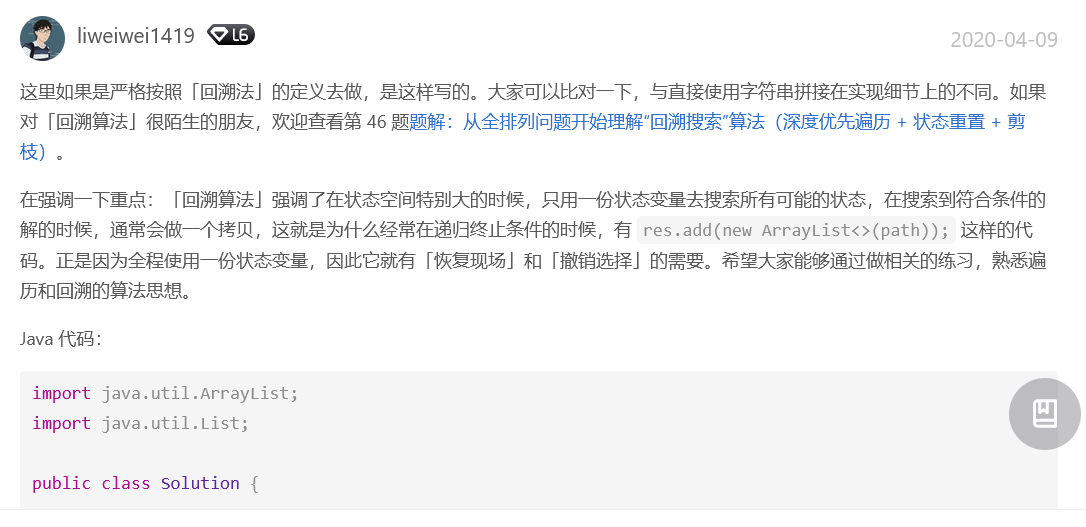 liweiwei1419 L6
2020-04-09
这里如果是严格按照「回溯法」的定义去做，是这样写的。大家可以比对一下，与直接使用字符串拼接在实现细节上的不同。如果
对「回溯算法」很陌生的朋友，欢迎查看第 46 题题解：从全排列问题开始理解“回溯搜索”算法（深度优先遍历 + 状态重置 + 剪
枝）。
在强调一下重点：「回溯算法」强调了在状态空间特别大的时候，只用一份状态变量去搜索所有可能的状态，在搜索到符合条件的
解的时候，通常会做一个拷贝，这就是为什么经常在递归终止条件的时候，有 res.add(new ArrayList<>(path)); 这样的代
码。正是因为全程使用一份状态变量，因此它就有「恢复现场」和「撤销选择」的需要。希望大家能够通过做相关的练习，熟悉遍
历和回溯的算法思想。
Java 代码：
import java.util.ArrayList;
import java.util.List;
public class Solution {